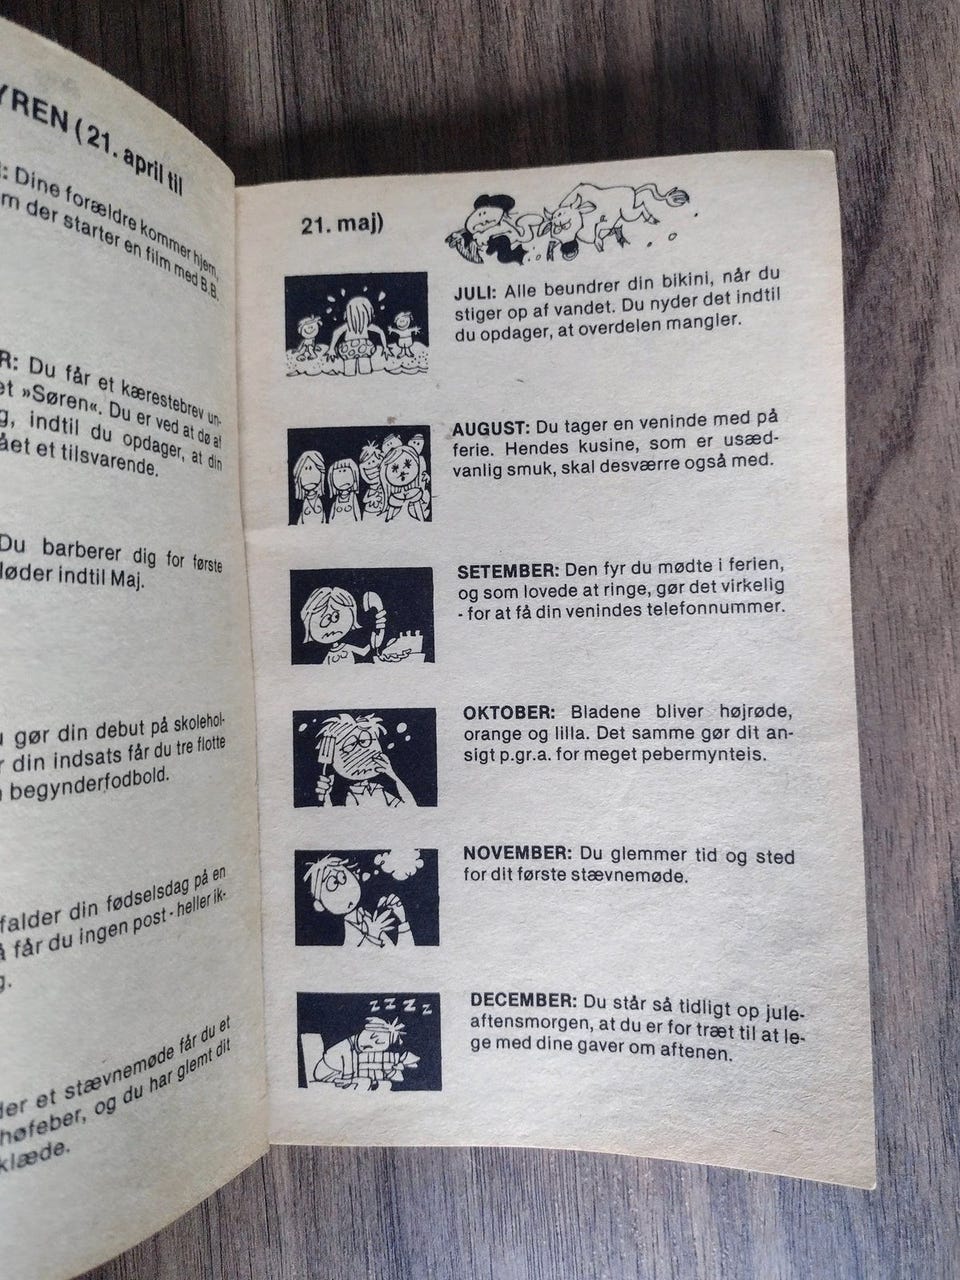 YREN (21. april til
: Dine forældre kommer hjem,
m der starter en film med B.B.
R: Du får et kærestebrev un-
et »Søren«. Du er ved at dø af
g, indtil du opdager, at din
ået et tilsvarende.
Du barberer dig for første
løder indtil Maj.
u gør din debut på skolehol-
r din indsats får du tre flotte
begynderfodbold.
falder din fødselsdag på en
å får du ingen post - heller ik-
g.
der et stævnemøde får du et
høfeber, og du har glemt dit
klæde.
21. maj)
JULI: Alle beundrer din bikini, når du
stiger op af vandet. Du nyder det indtil
du opdager, at overdelen mangler.
AUGUST: Du tager en veninde med på
ferie. Hendes kusine, som er usæd-
vanlig smuk, skal desværre også med.
SETEMBER: Den fyr du mødte i ferien,
og som lovede at ringe, gør det virkelig
- for at få din venindes telefonnummer.
OKTOBER: Bladene bliver højrøde,
orange og lilla. Det samme gør dit an-
sigt p.gr.a. for meget pebermynteis.
NOVEMBER: Du glemmer tid og sted
for dit første stævnemøde.
ZZZZ
DECEMBER: Du står så tidligt op jule-
aftensmorgen, at du er for træt til at le-
ge med dine gaver om aftenen.